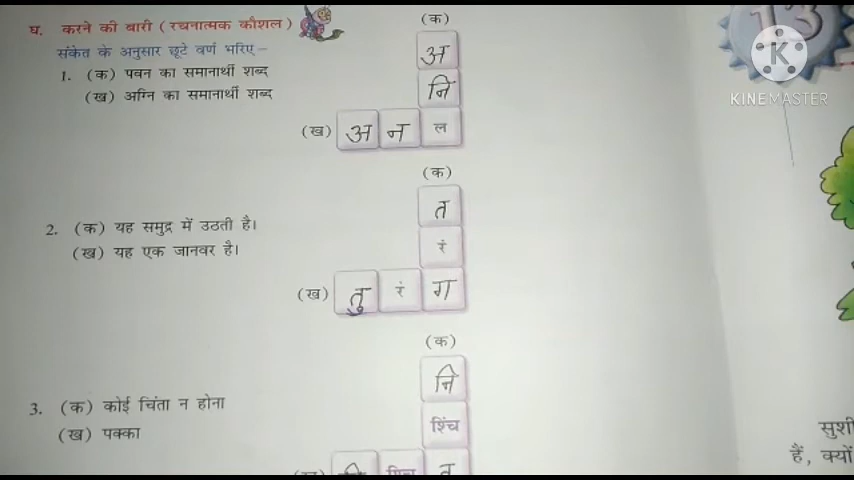 घ. करने की बारी (रचनात्मक कौशल)
संकेत के अनुसार छूटे वर्ण भरिए–
1. (क) पवन का समानार्थी शब्द
(ख) अग्नि का समानार्थी शब्द
(क)
अ
नि
(ख) अ न ल
2. (क) यह समुद्र में उठती है।
(ख) यह एक जानवर है।
(क)
त
रं
(ख) तु रं ग
3. (क) कोई चिंता न होना
(ख) पक्का
(क)
नि
श्िंच
त
13
KINEMASTER
सुशी
हैं, क्यों